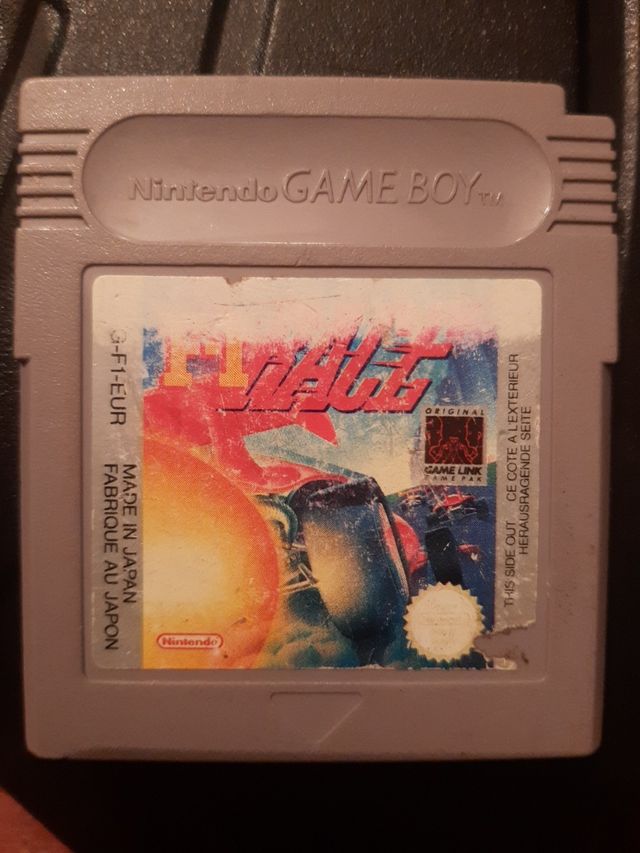 Nintendo GAME BOY TM
F1
RACE
ORIGINAL
GAME LINK
GAME PAK
-F1-EUR
MADE IN JAPAN
FABRIQUE AU JAPON
THIS SIDE OUT CE COTE A L'EXTERIEUR
HERAUSRAGENDE SEITE
Nintendo